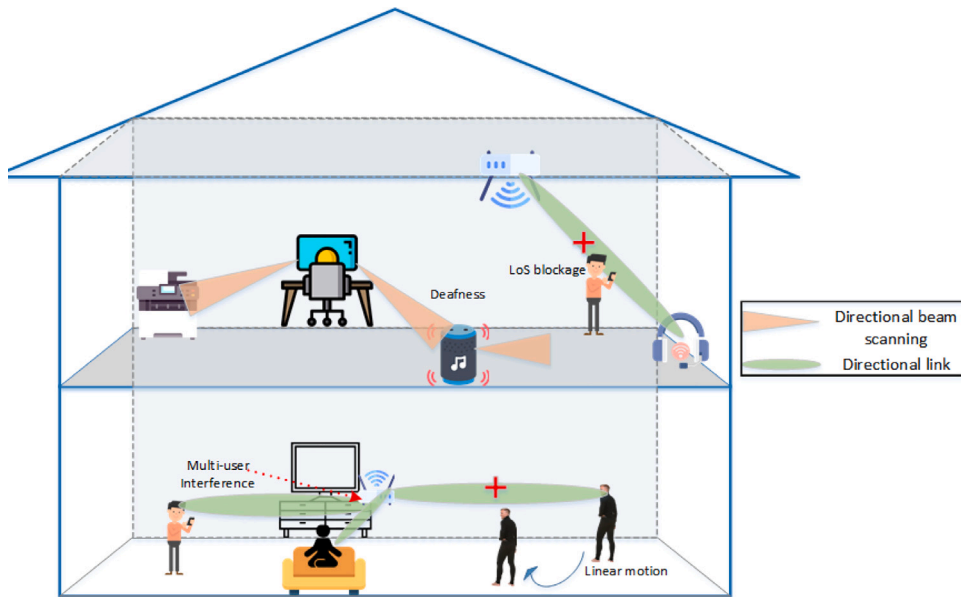 LoS blockage
Deafness
Directional beam
scanning
Directional link
Multi-user
Interference
Linear motion